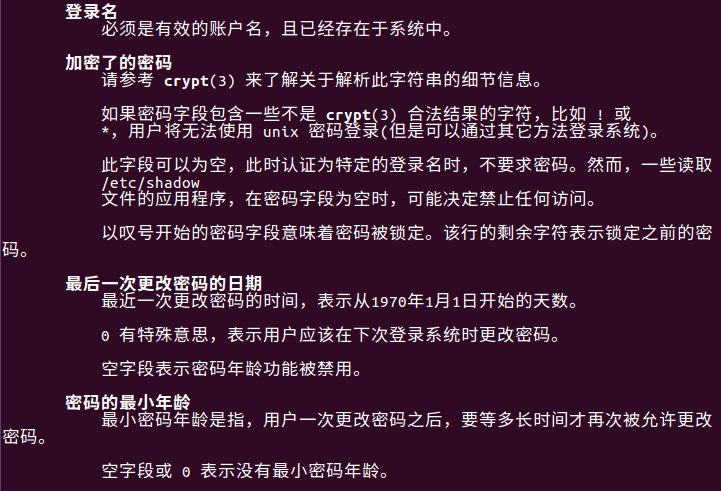 登录名
必须是有效的账户名，且已经存在于系统中。
加密了的密码
请参考 crypt(3) 来了解关于解析此字符串的细节信息。
如果密码字段包含一些不是 crypt(3) 合法结果的字符，比如 ! 或
*，用户将无法使用 unix 密码登录(但是可以通过其它方法登录系统)。
此字段可以为空，此时认证为特定的登录名时，不要求密码。然而，一些读取
/etc/shadow
文件的应用程序，在密码字段为空时，可能决定禁止任何访问。
以叹号开始的密码字段意味着密码被锁定。该行的剩余字符表示锁定之前的密
码。
最后一次更改密码的日期
最近一次更改密码的时间，表示从1970年1月1日开始的天数。
0 有特殊意思，表示用户应该在下次登录系统时更改密码。
空字段表示密码年龄功能被禁用。
密码的最小年龄
最小密码年龄是指，用户一次更改密码之后，要等多长时间才再次被允许更改
密码。
空字段或 0 表示没有最小密码年龄。